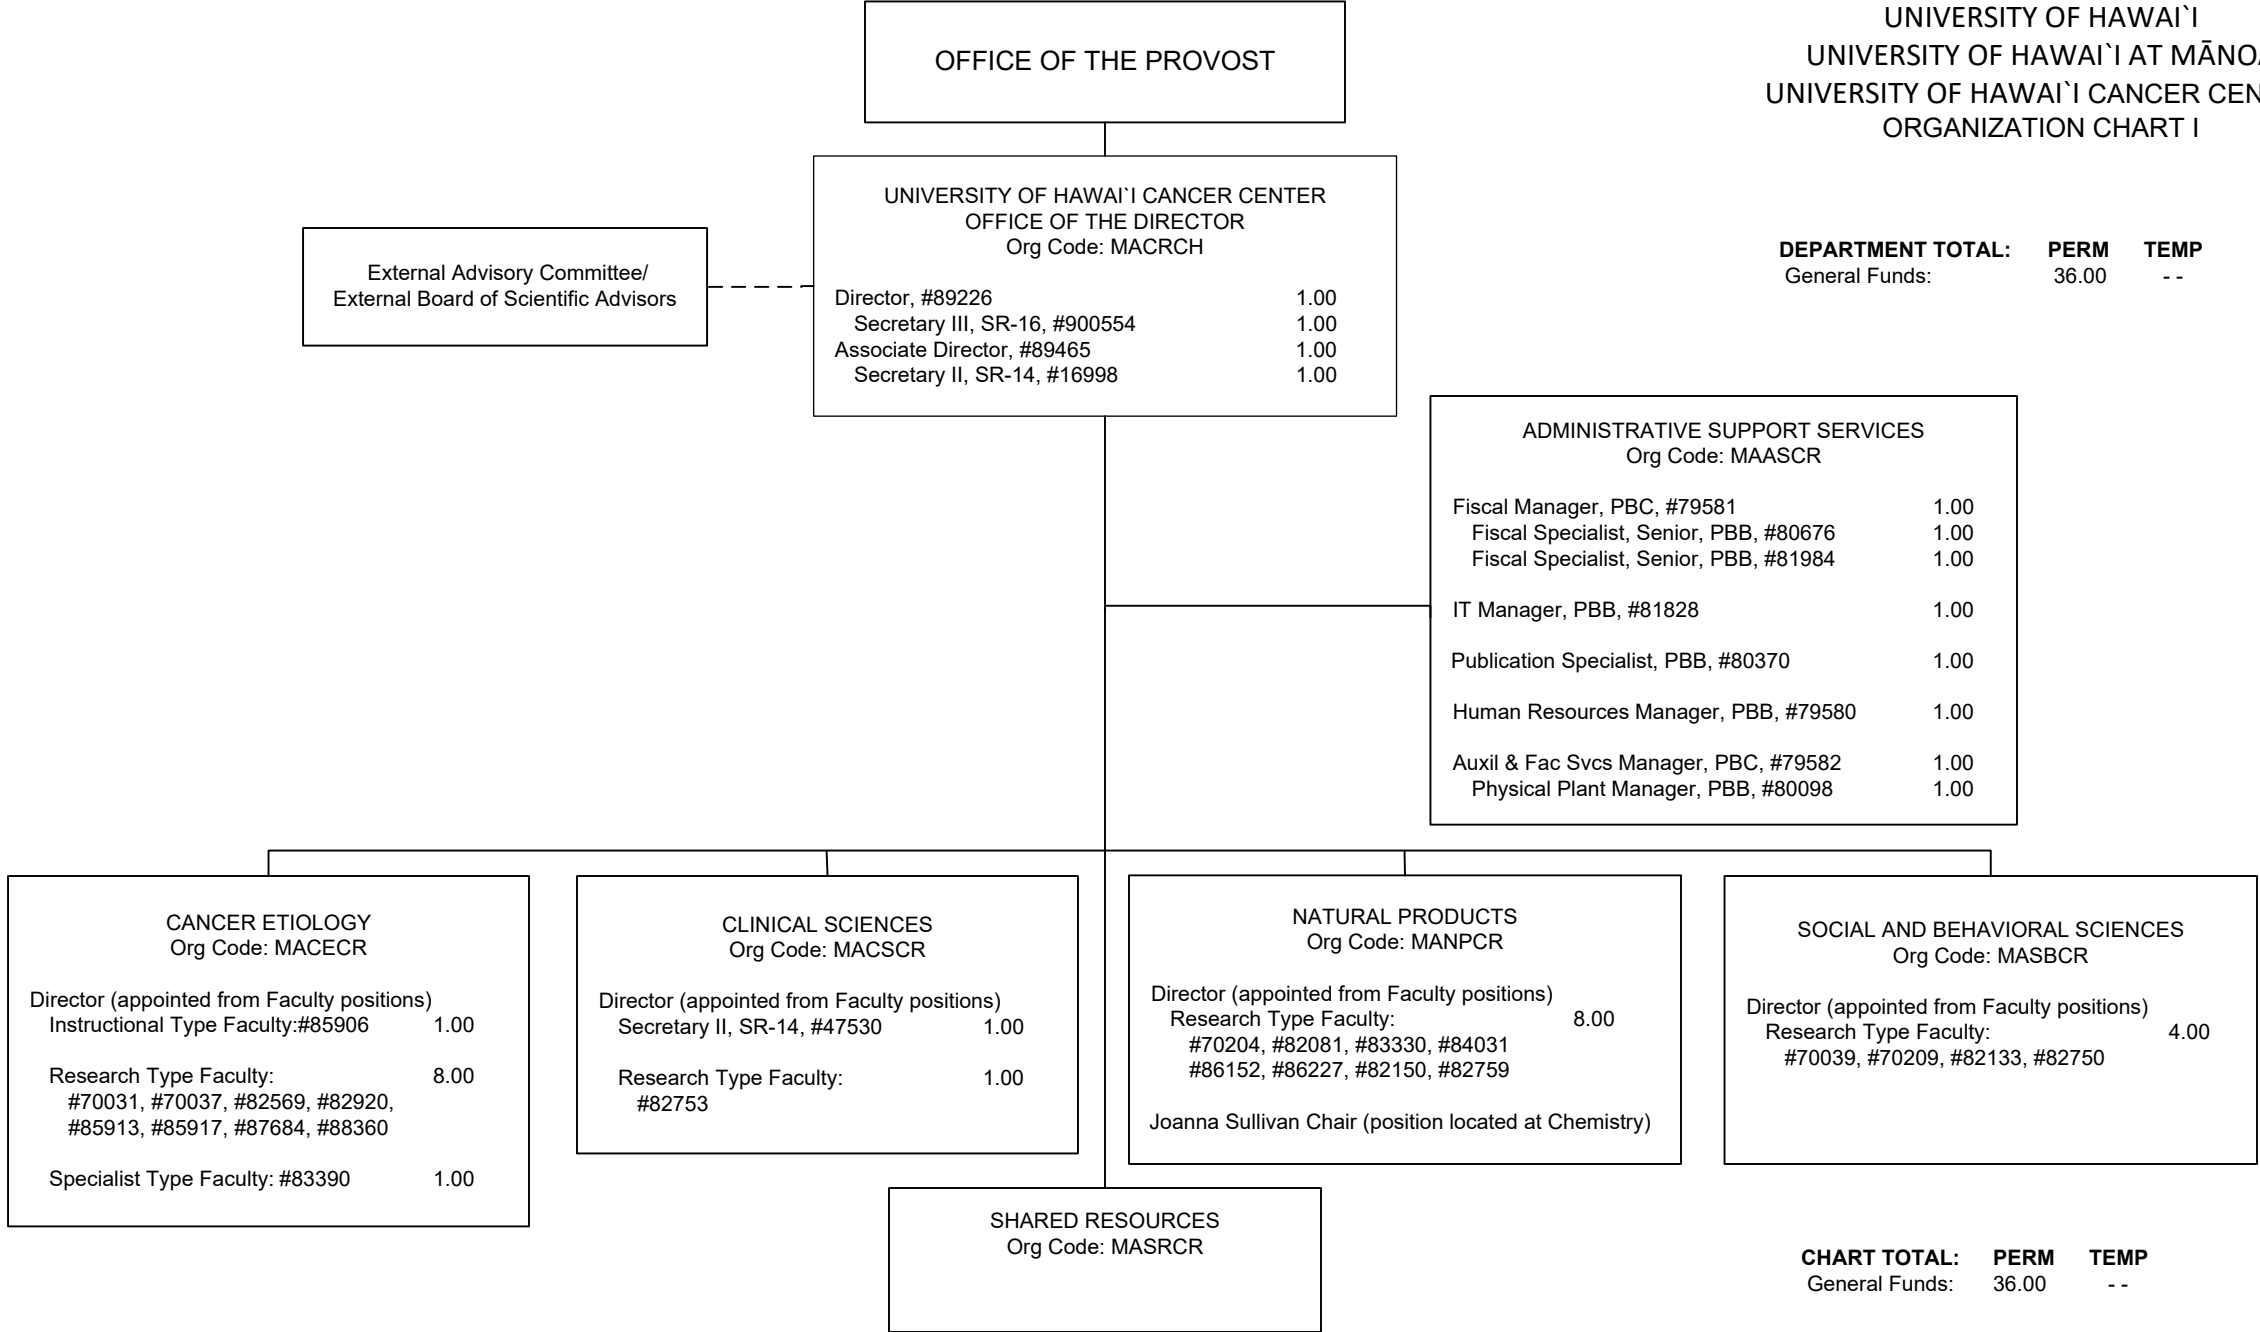 OFFICE OF THE PROVOST
UNIVERSITY OF HAWAI`I
UNIVERSITY OF HAWAI`I AT MĀNOA
UNIVERSITY OF HAWAI`I CANCER CEN
ORGANIZATION CHART I
UNIVERSITY OF HAWAI`I CANCER CENTER
OFFICE OF THE DIRECTOR
Org Code: MACRCH
Director, #89226 1.00
Secretary III, SR-16, #900554 1.00
Associate Director, #89465 1.00
Secretary II, SR-14, #16998 1.00
External Advisory Committee/
External Board of Scientific Advisors
DEPARTMENT TOTAL: PERM TEMP
General Funds: 36.00 - -
ADMINISTRATIVE SUPPORT SERVICES
Org Code: MAASCR
Fiscal Manager, PBC, #79581 1.00
Fiscal Specialist, Senior, PBB, #80676 1.00
Fiscal Specialist, Senior, PBB, #81984 1.00
IT Manager, PBB, #81828 1.00
Publication Specialist, PBB, #80370 1.00
Human Resources Manager, PBB, #79580 1.00
Auxil & Fac Svcs Manager, PBC, #79582 1.00
Physical Plant Manager, PBB, #80098 1.00
CANCER ETIOLOGY
Org Code: MACECR
Director (appointed from Faculty positions)
Instructional Type Faculty:#85906 1.00
Research Type Faculty: 8.00
#70031, #70037, #82569, #82920,
#85913, #85917, #87684, #88360
Specialist Type Faculty: #83390 1.00
CLINICAL SCIENCES
Org Code: MACSCR
Director (appointed from Faculty positions)
Secretary II, SR-14, #47530 1.00
Research Type Faculty: 1.00
#82753
NATURAL PRODUCTS
Org Code: MANPCR
Director (appointed from Faculty positions)
Research Type Faculty: 8.00
#70204, #82081, #83330, #84031
#86152, #86227, #82150, #82759
Joanna Sullivan Chair (position located at Chemistry)
SOCIAL AND BEHAVIORAL SCIENCES
Org Code: MASBCR
Director (appointed from Faculty positions)
Research Type Faculty: 4.00
#70039, #70209, #82133, #82750
SHARED RESOURCES
Org Code: MASRCR
CHART TOTAL: PERM TEMP
General Funds: 36.00 - -